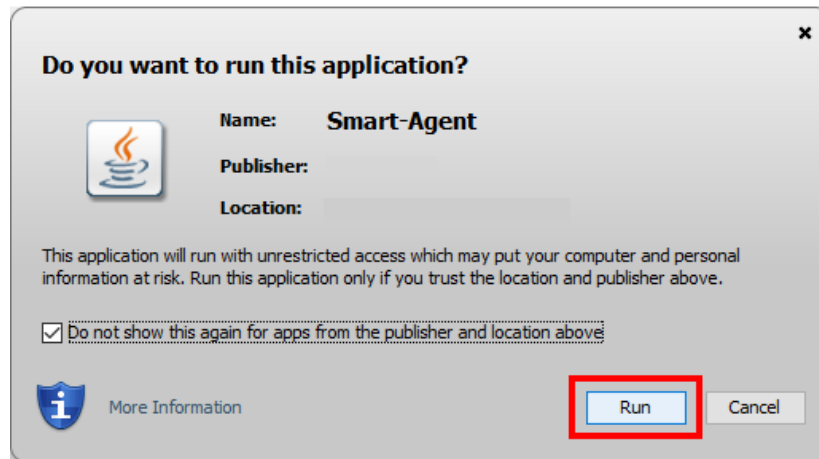 Do you want to run this application?
Name: Smart-Agent
Publisher:
Location:
This application will run with unrestricted access which may put your computer and personal
information at risk. Run this application only if you trust the location and publisher above.
Do not show this again for apps from the publisher and location above
More Information
Run Cancel